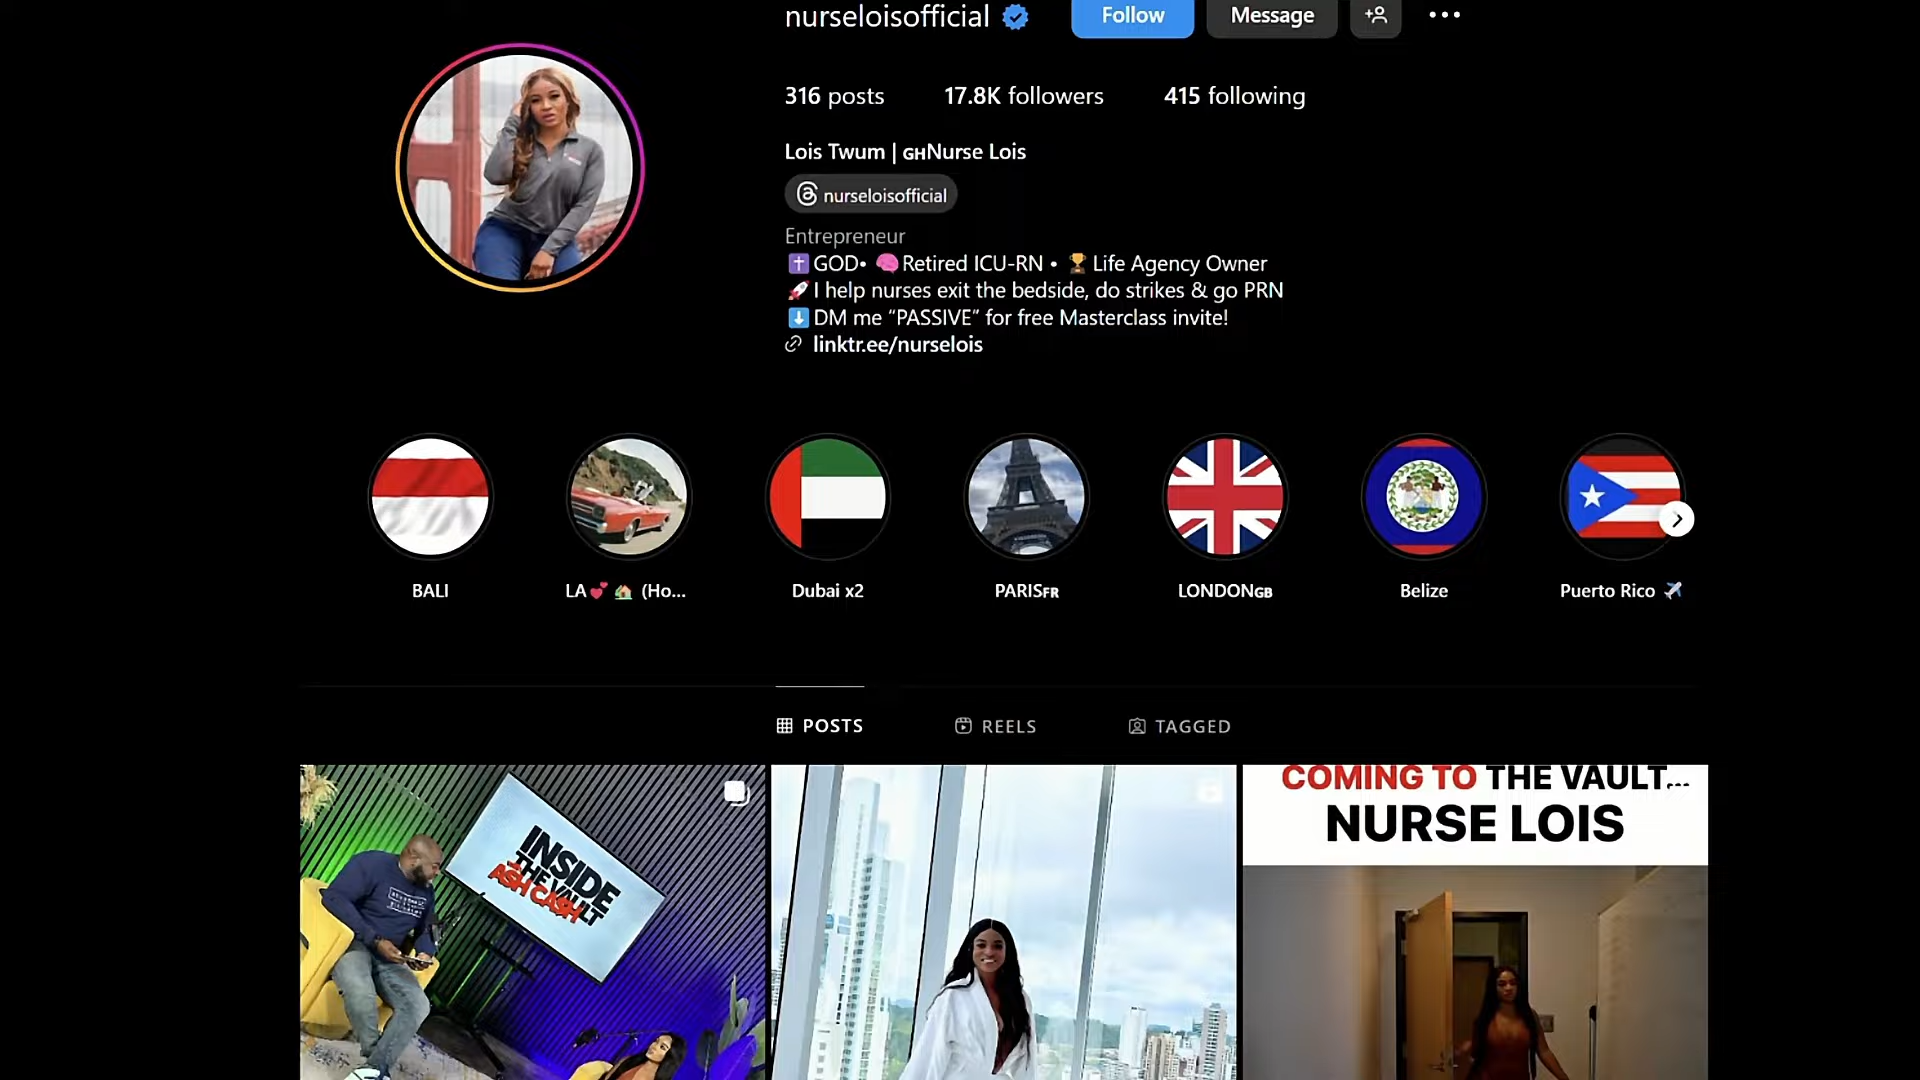 nurseloisofficial
Follow
Message
316 posts
17.8K followers
415 following
Lois Twum | GHNurse Lois
nurseloisofficial
Entrepreneur
✝️GOD• 🧠Retired ICU-RN • 🏆 Life Agency Owner
🚀I help nurses exit the bedside, do strikes & go PRN
⬇️DM me “PASSIVE” for free Masterclass invite!
linktr.ee/nurselois
BALI
LA💕 🏠 (Ho...
Dubai x2
PARISFR
LONDONGB
Belize
Puerto Rico ✈️
POSTS
REELS
TAGGED
INSIDE
THE VAULT
ASH CASH
COMING TO THE VAULT...
NURSE LOIS